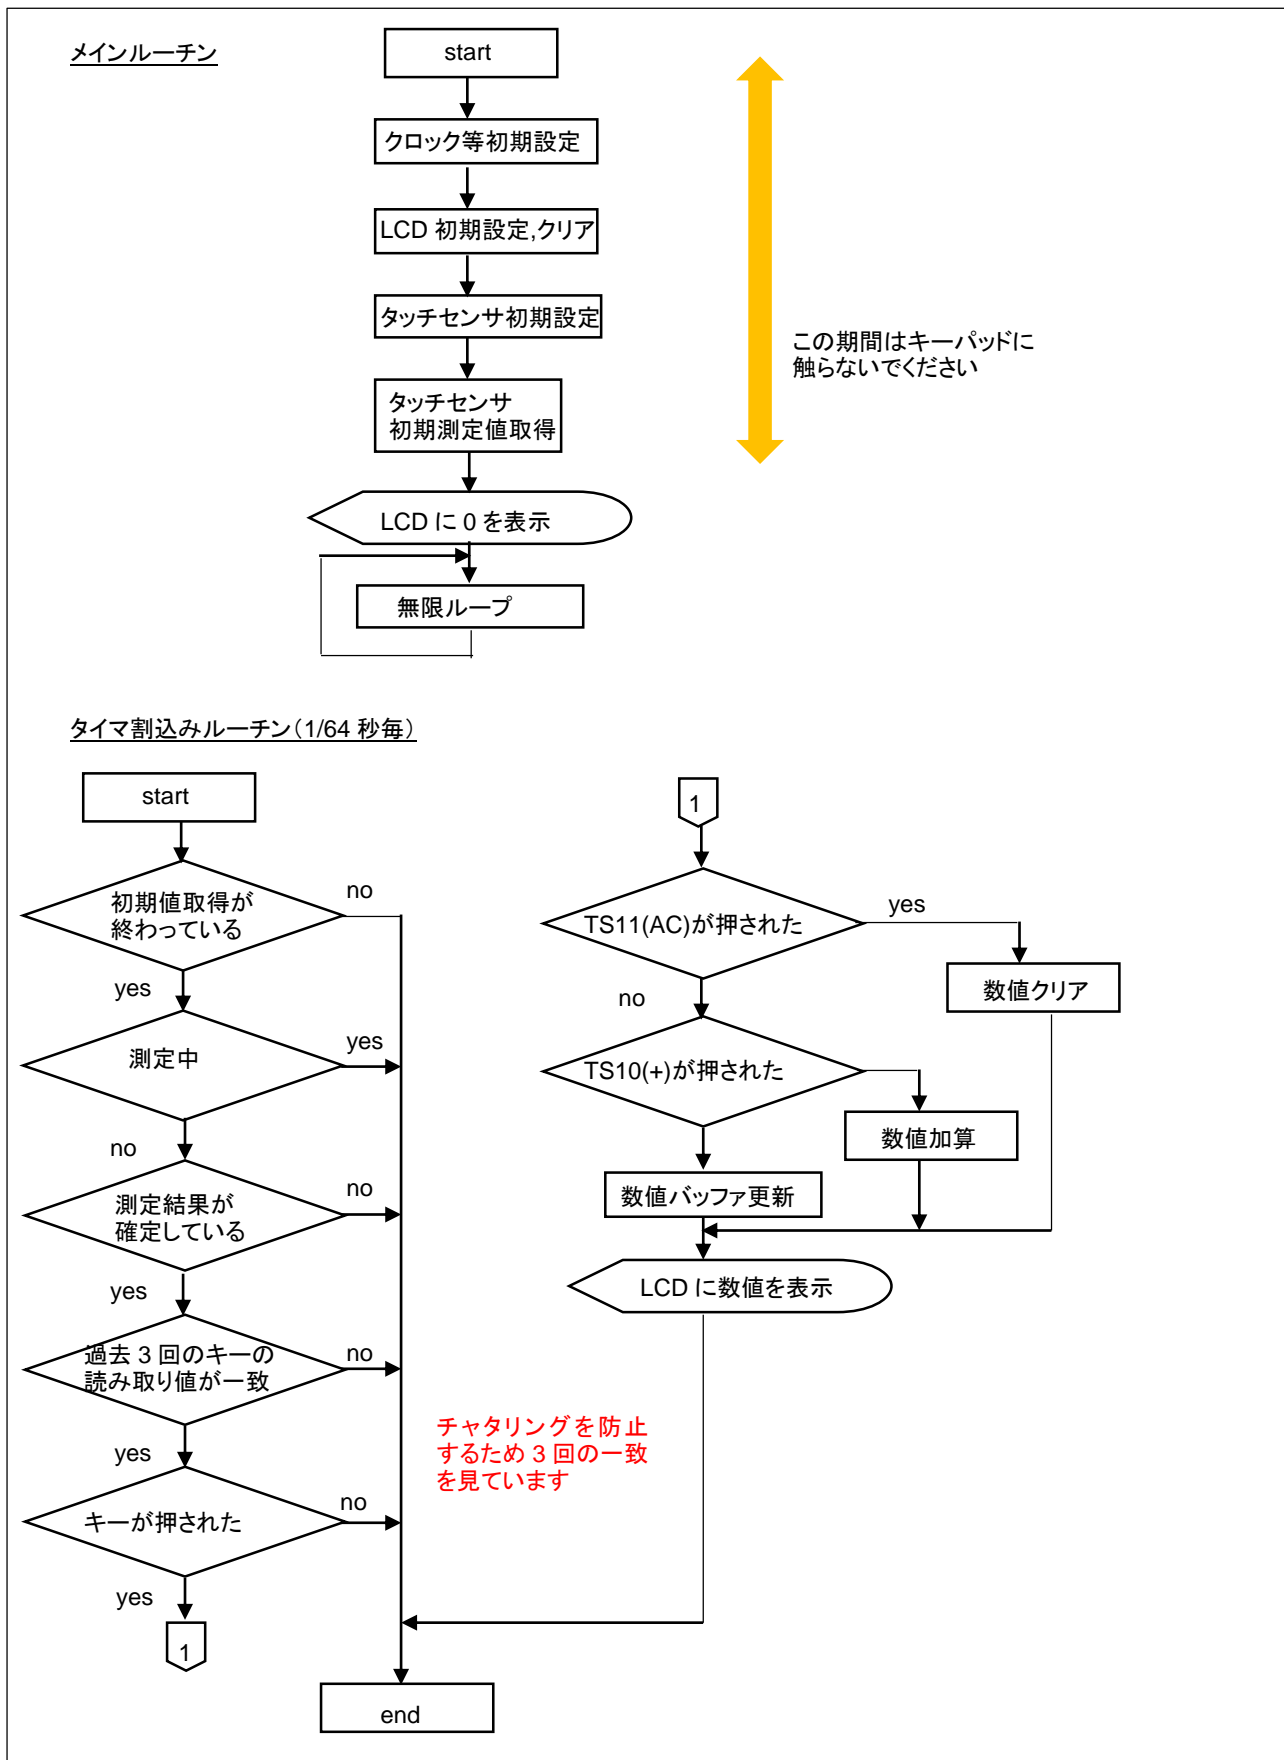 メインルーチン
start
クロック等初期設定
LCD 初期設定,クリア
タッチセンサ初期設定
この期間はキーパッドに
触らないでください
タッチセンサ
初期測定値取得
LCD に 0 を表示
無限ループ
タイマ割込みルーチン（1/64 秒毎）
start
初期値取得が
終わっている
no
yes
測定中
yes
no
測定結果が
確定している
no
yes
過去 3 回のキーの
読み取り値が一致
no
yes
キーが押された
no
yes
1
チャタリングを防止
するため 3 回の一致
を見ています
end
1
TS11(AC)が押された
yes
数値クリア
no
TS10(+)が押された
数値加算
数値バッファ更新
LCD に数値を表示